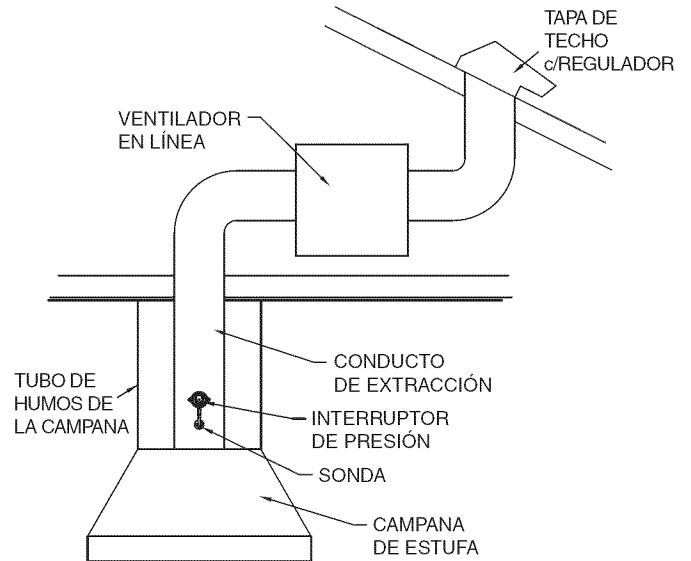 TAPA DE
TECHO
c/REGULADOR
VENTILADOR
EN LÍNEA
CONDUCTO
DE EXTRACCIÓN
TUBO DE
HUMOS DE
LA CAMPANA
INTERRUPTOR
DE PRESIÓN
SONDA
CAMPANA
DE ESTUFA